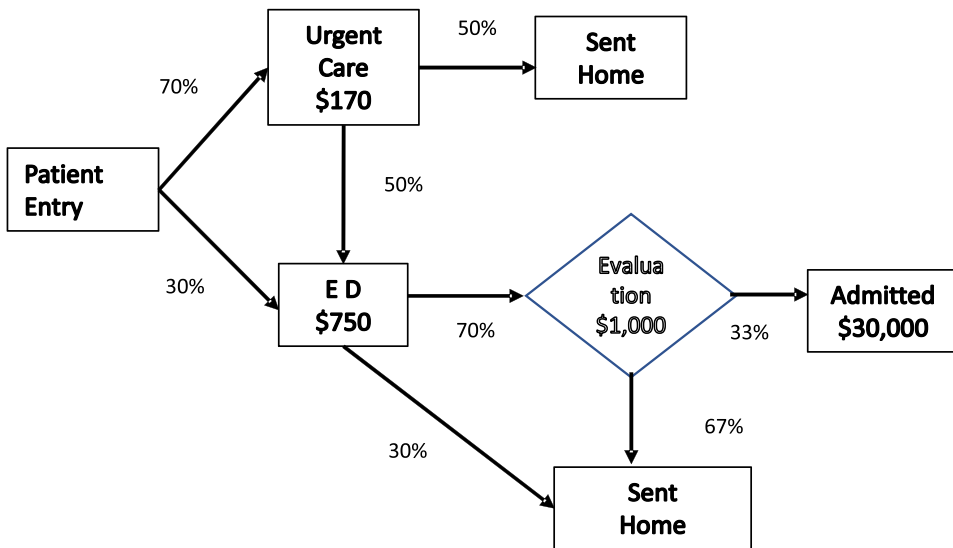 Urgent
Care
$170
50%
Sent
Home
70%
Patient
Entry
50%
30%
E D
$750
70%
Evalua
tion
$1,000
33%
Admitted
$30,000
30%
67%
Sent
Home